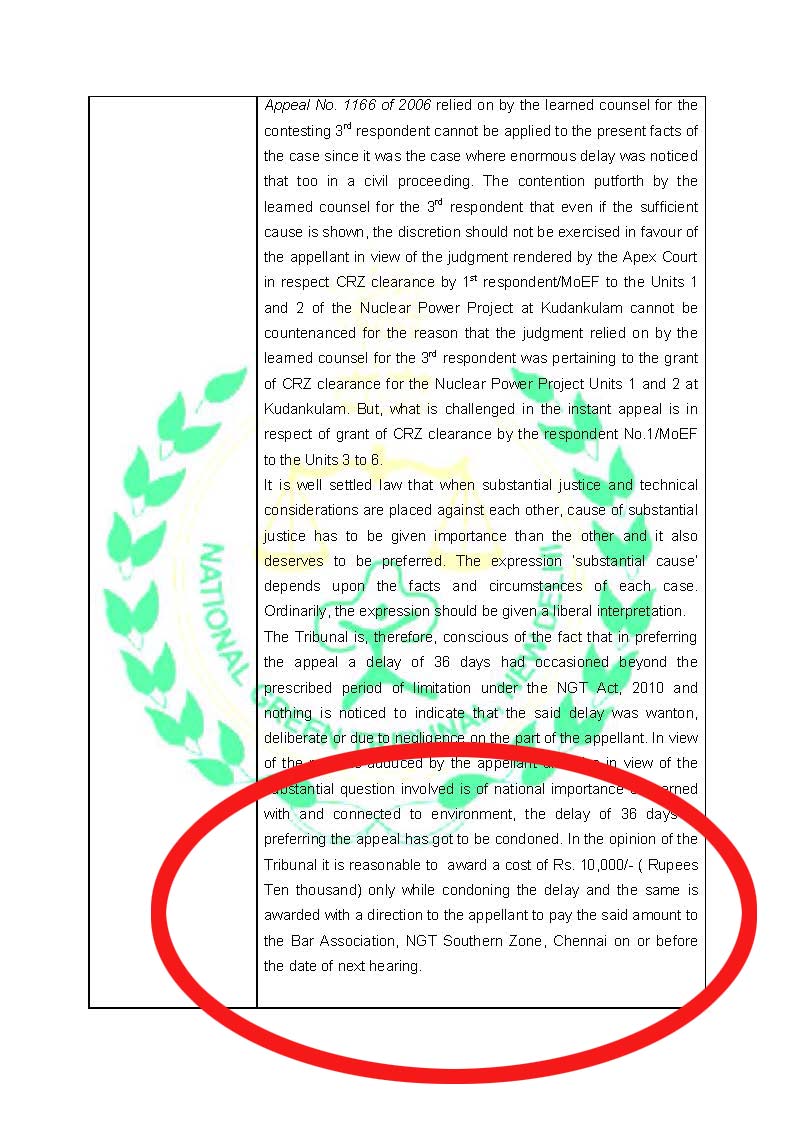 Appeal No. 1166 of 2006 relied on by the learned counsel for the
contesting 3rd respondent cannot be applied to the present facts of
the case since it was the case where enormous delay was noticed
that too in a civil proceeding. The contention putforth by the
learned counsel for the 3rd respondent that even if the sufficient
cause is shown, the discretion should not be exercised in favour of
the appellant in view of the judgment rendered by the Apex Court
in respect CRZ clearance by 1st respondent/MoEF to the Units 1
and 2 of the Nuclear Power Project at Kudankulam cannot be
countenanced for the reason that the judgment relied on by the
learned counsel for the 3rd respondent was pertaining to the grant
of CRZ clearance for the Nuclear Power Project Units 1 and 2 at
Kudankulam. But, what is challenged in the instant appeal is in
respect of grant of CRZ clearance by the respondent No.1/MoEF
to the Units 3 to 6.
It is well settled law that when substantial justice and technical
considerations are placed against each other, cause of substantial
justice has to be given importance than the other and it also
deserves to be preferred. The expression 'substantial cause'
depends upon the facts and circumstances of each case.
Ordinarily, the expression should be given a liberal interpretation.
The Tribunal is, therefore, conscious of the fact that in preferring
the appeal a delay of 36 days had occasioned beyond the
prescribed period of limitation under the NGT Act, 2010 and
nothing is noticed to indicate that the said delay was wanton,
deliberate or due to negligence on the part of the appellant. In view
of the adduced by the appellant in view of the
substantial question involved is of national importance
with and connected to environment, the delay of 36 days
preferring the appeal has got to be condoned. In the opinion of the
Tribunal it is reasonable to award a cost of Rs. 10,000/- ( Rupees
Ten thousand) only while condoning the delay and the same is
awarded with a direction to the appellant to pay the said amount to
the Bar Association, NGT Southern Zone, Chennai on or before
the date of next hearing.
NATIONAL GREEN TRIBUNAL, NEW DELHI